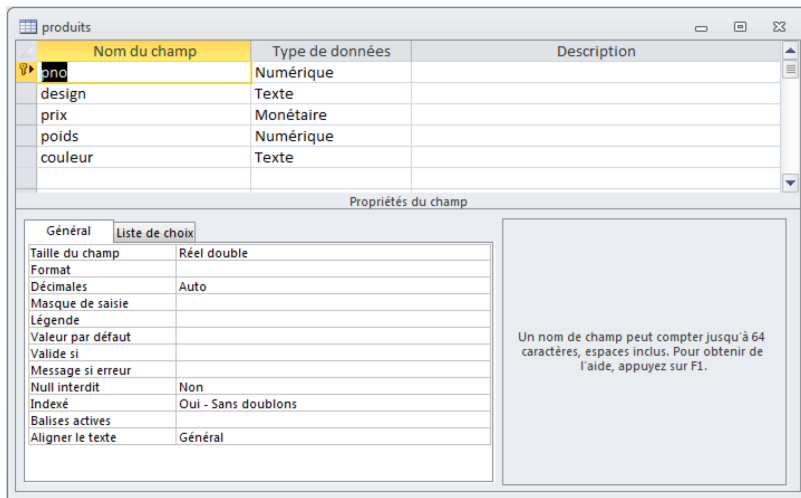 produits
Nom du champ Type de données Description
pno Numérique
design Texte
prix Monétaire
poids Numérique
couleur Texte
Propriétés du champ
Général Liste de choix
Taille du champ Réel double
Format
Décimales Auto
Masque de saisie
Légende
Valeur par défaut
Valide si
Message si erreur
Null interdit Non
Indexé Oui - Sans doublons
Balises actives
Aligner le texte Général
Un nom de champ peut compter jusqu'à 64
caractères, espaces inclus. Pour obtenir de
l'aide, appuyez sur F1.